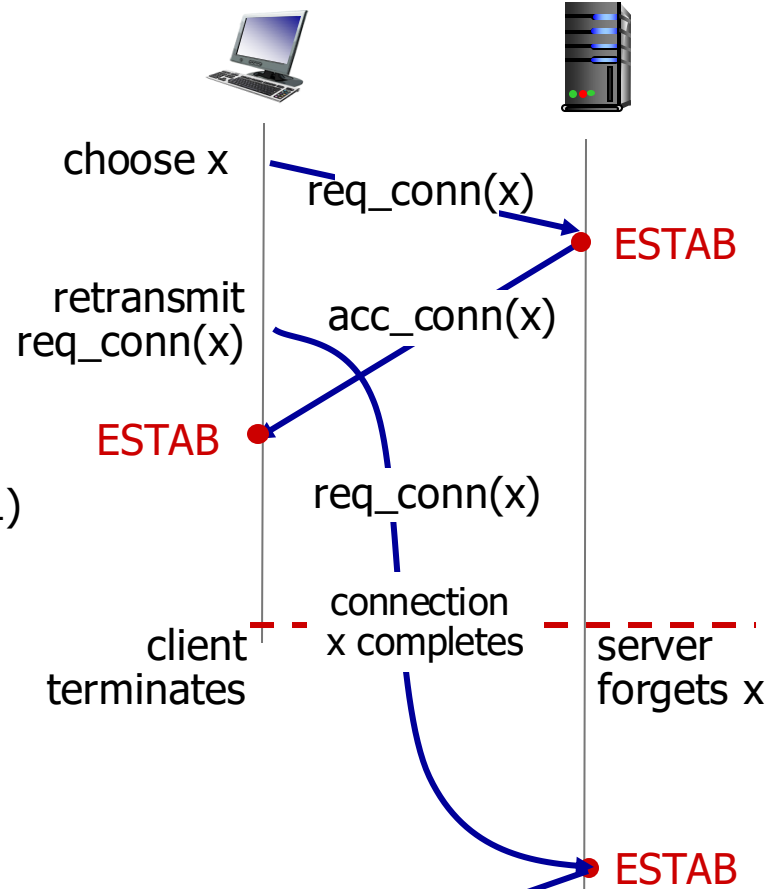 choose x
req_conn(x)
ESTAB
retransmit
req_conn(x)
acc_conn(x)
ESTAB
req_conn(x)
)
connection
x completes
client
terminates
server
forgets x
ESTAB